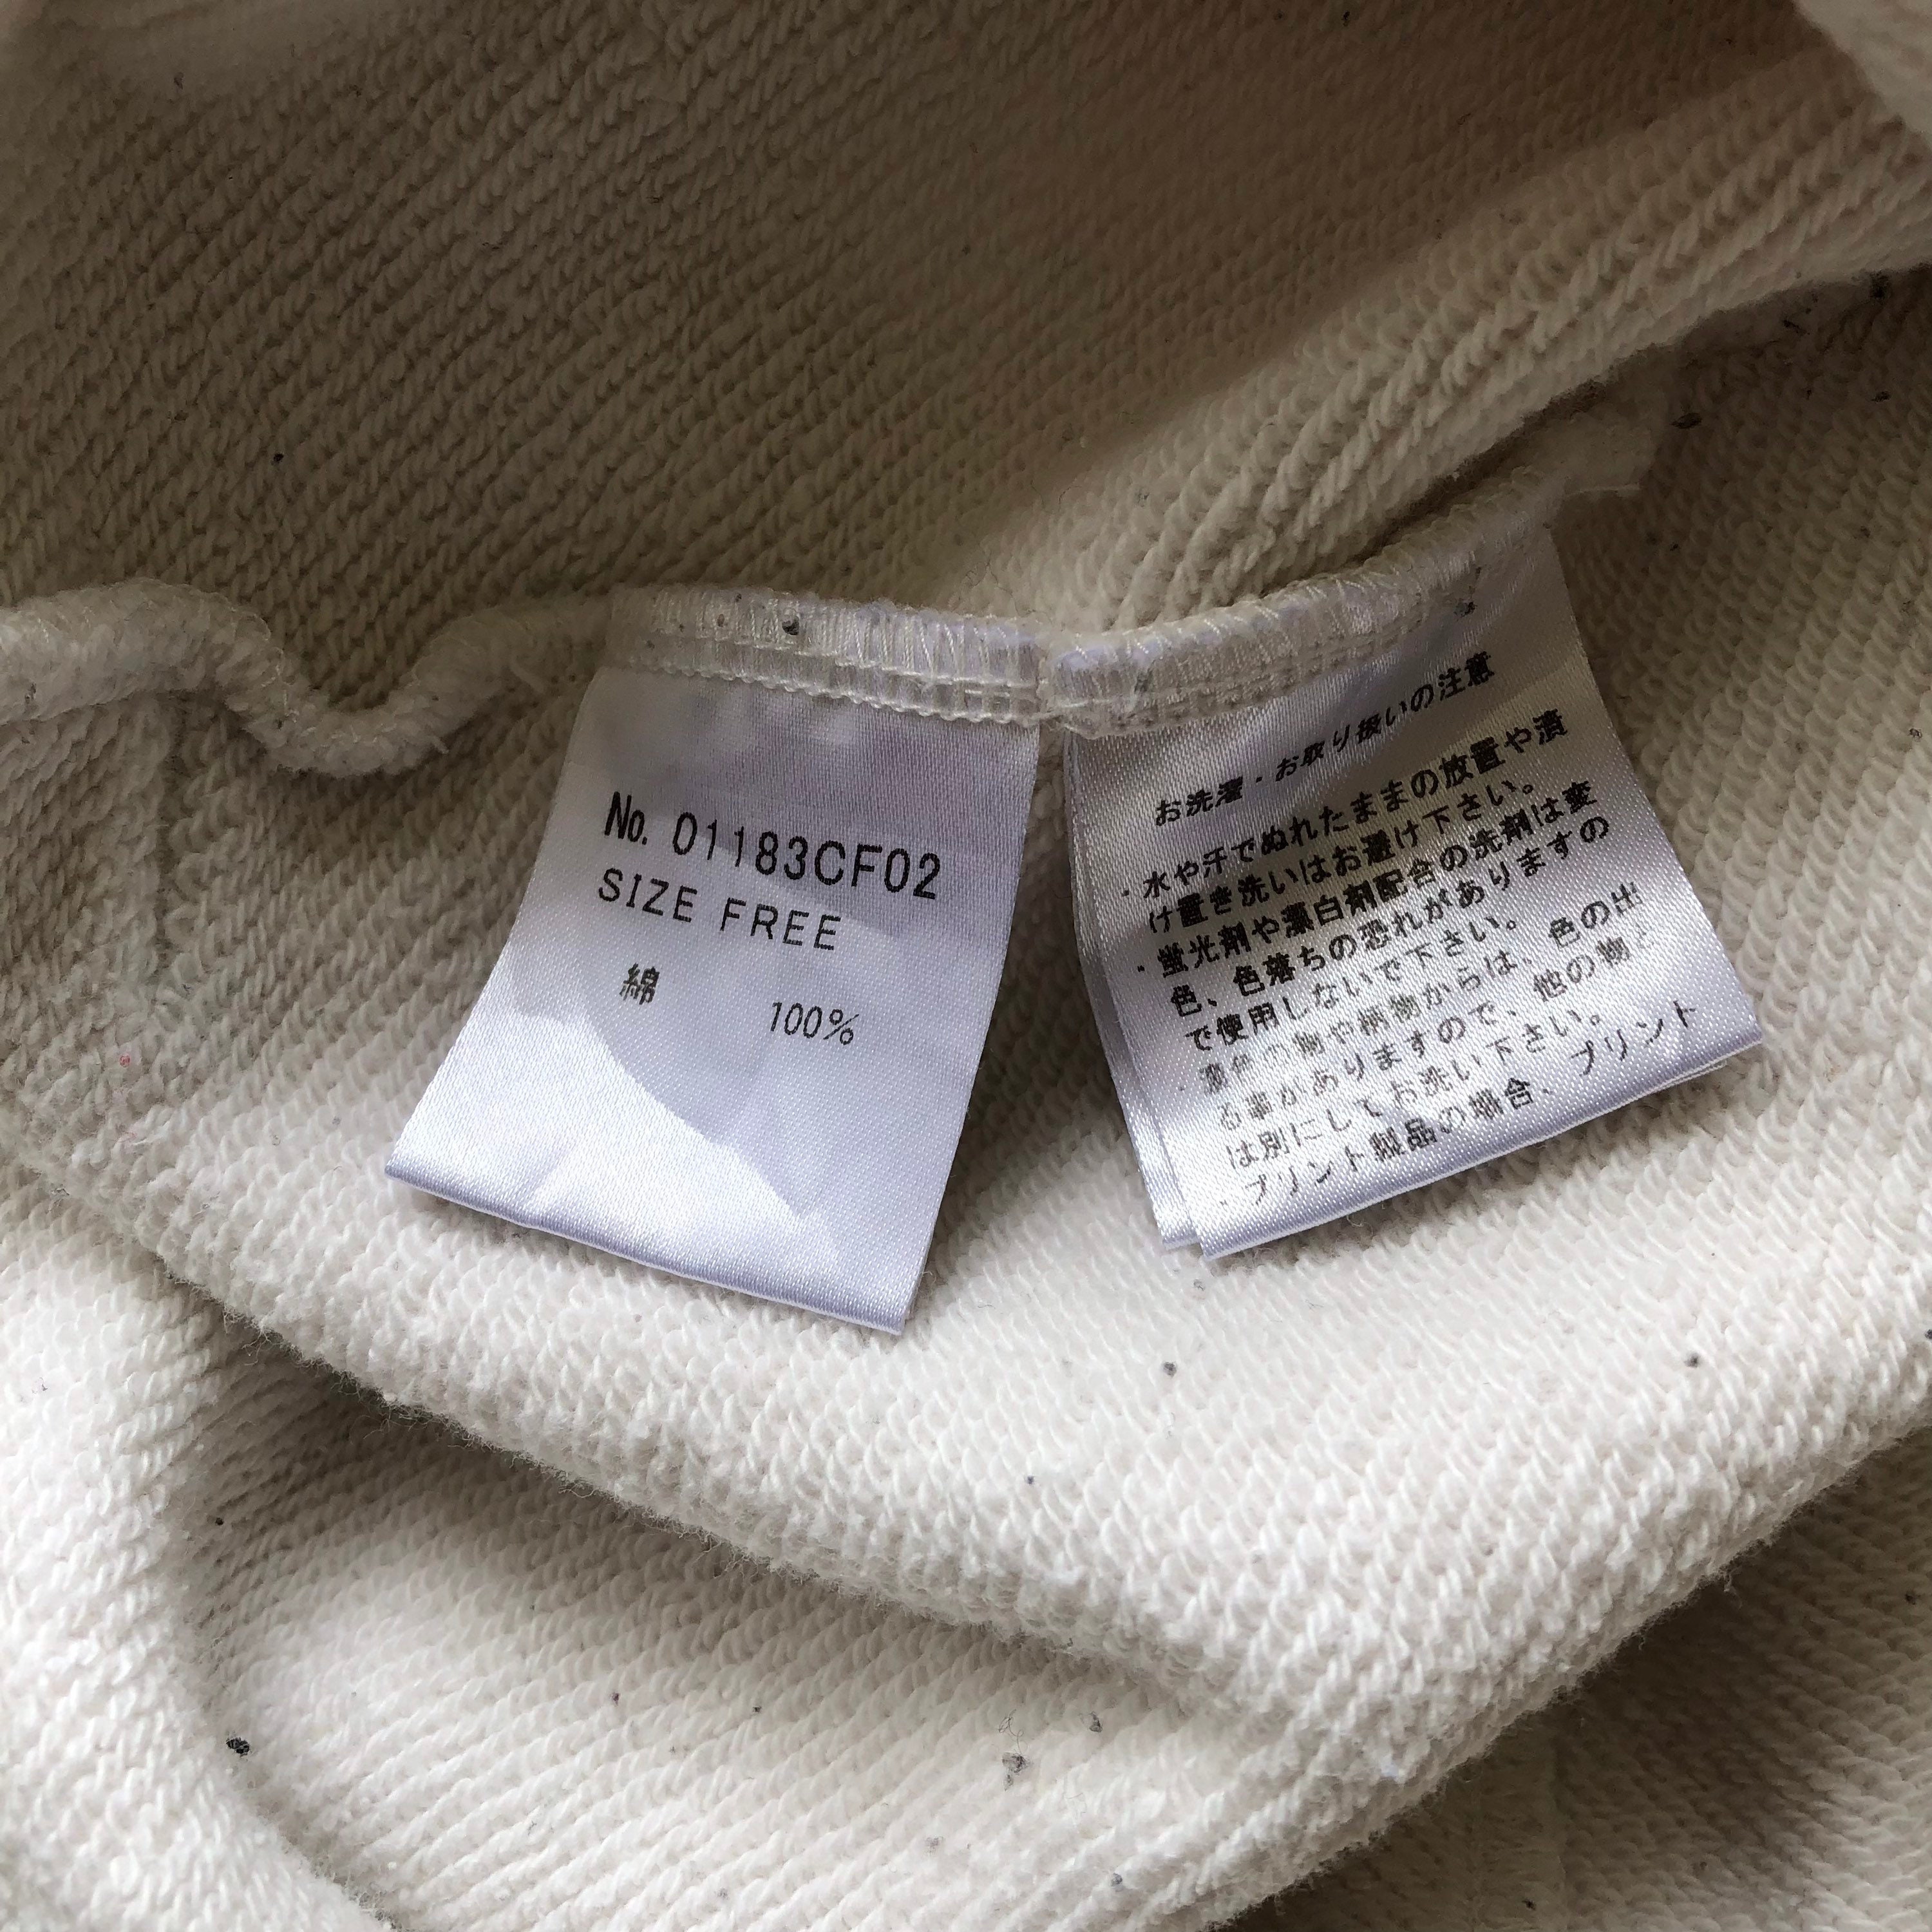 No. 01183CF02
SIZE FREE
綿 100%
お洗濯・お取り扱いの注意
・水や汗でぬれたままの放置や漬
け置き洗いはお避け下さい。
・蛍光剤や漂白剤配合の洗剤は変
色、色落ちの恐れがありますの
で使用しないで下さい。
・濃色の物や柄物からは、色の出
る事がありますので、他の物
は別にしてお洗い下さい。
・プリント製品の場合、プリント